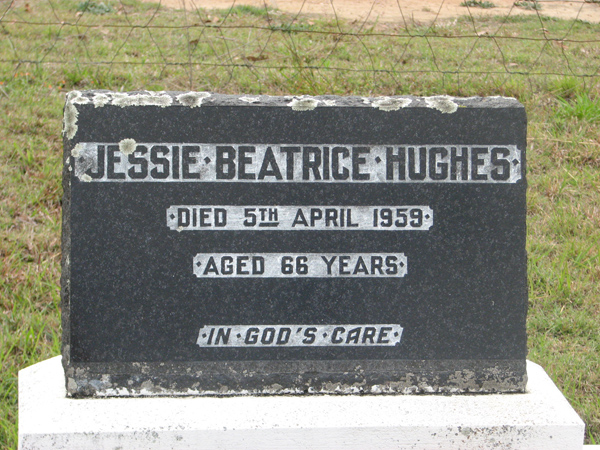 JESSIE·BEATRICE·HUGHES·
·DIED 5TH APRIL 1959·
·AGED 66 YEARS·
·IN·GOD'S·CARE·